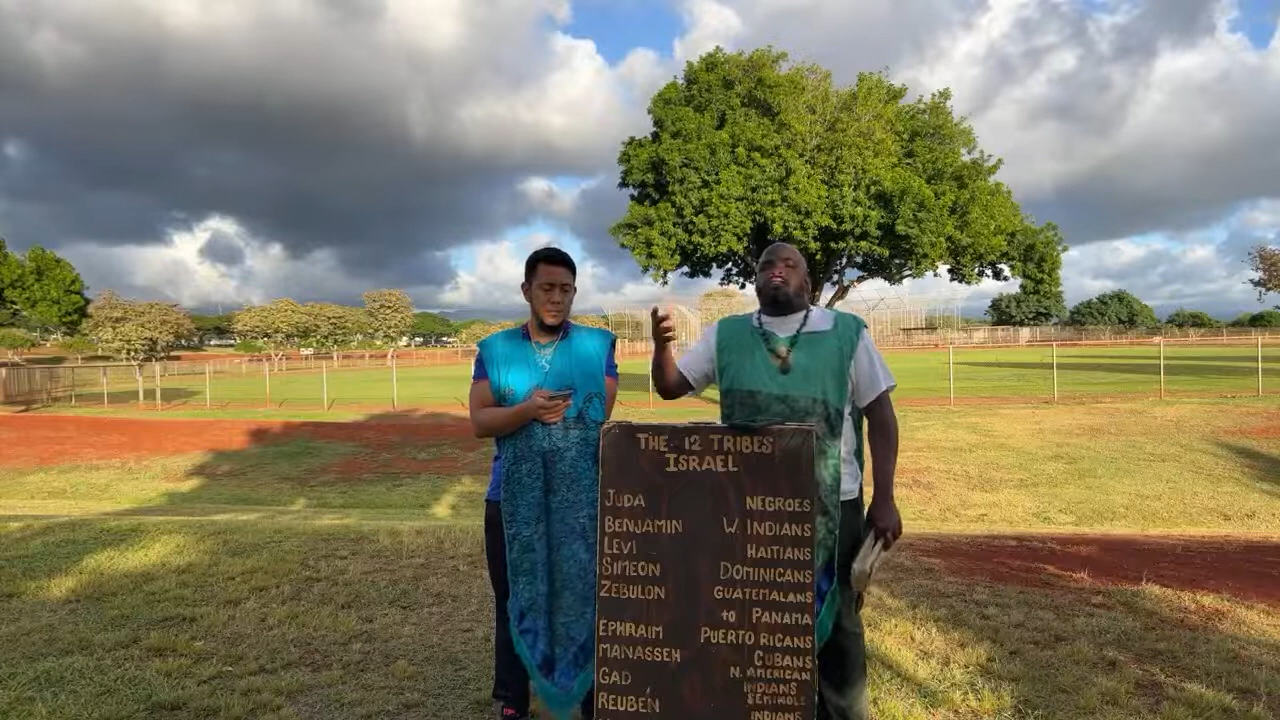 THE 12 TRIBES
ISRAEL
JUDA NEGROES
BENJAMIN W. INDIANS
LEVI HAITIANS
SIMEON DOMINICANS
ZEBULON GUATEMALANS
to PANAMA
EPHRAIM PUERTO RICANS
MANASSEH CUBANS
GAD N. AMERICAN
INDIANS
REUBEN SEMINOLE
INDIANS